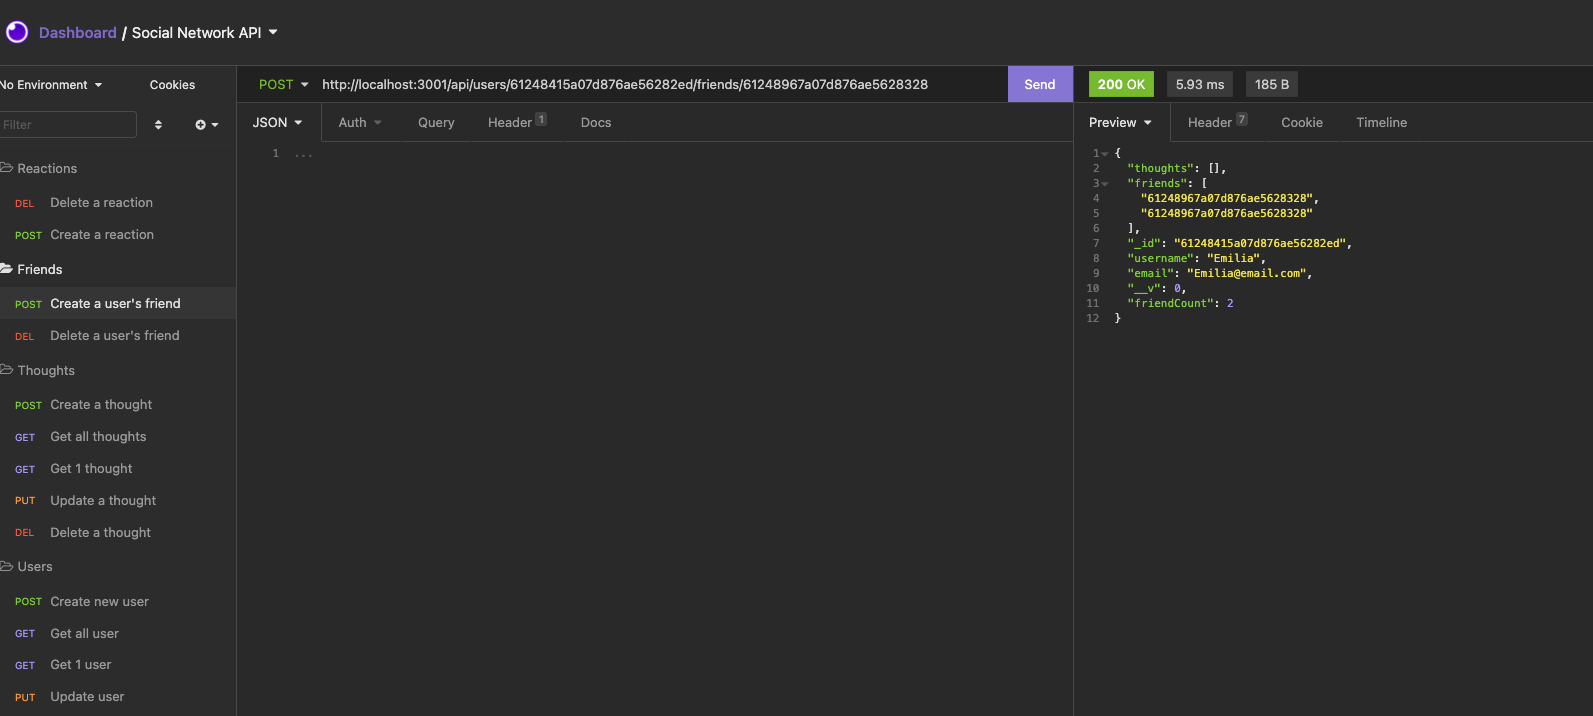 Dashboard / Social Network API
No Environment
Cookies
Filter
Reactions
DEL Delete a reaction
POST Create a reaction
Friends
POST Create a user's friend
DEL Delete a user's friend
Thoughts
POST Create a thought
GET Get all thoughts
GET Get 1 thought
PUT Update a thought
DEL Delete a thought
Users
POST Create new user
GET Get all user
GET Get 1 user
PUT Update user
POST http://localhost:3001/api/users/61248415a07d876ae56282ed/friends/61248967a07d876ae5628328 Send
JSON Auth Query Header 1 Docs
1 ...
200 OK 5.93 ms 185 B
Preview Header 7 Cookie Timeline
1 {
2 "thoughts": [],
3 "friends": [
4 "61248967a07d876ae5628328",
5 "61248967a07d876ae5628328"
6 ],
7 "_id": "61248415a07d876ae56282ed",
8 "username": "Emilia",
9 "email": "Emilia@email.com",
10 "__v": 0,
11 "friendCount": 2
12 }